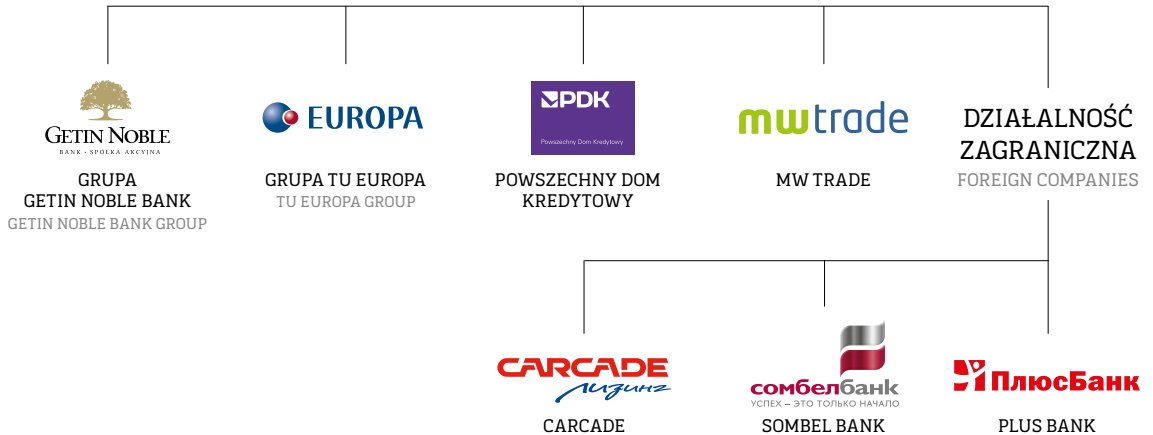 GETIN NOBLE
BANK · SPÓŁKA AKCYJNA
GRUPA
GETIN NOBLE BANK
GETIN NOBLE BANK GROUP
EUROPA
GRUPA TU EUROPA
TU EUROPA GROUP
PDK
Powszechny Dom Kredytowy
POWSZECHNY DOM
KREDYTOWY
mwtrade
MW TRADE
DZIAŁALNOŚĆ
ZAGRANICZNA
FOREIGN COMPANIES
CARCADE
лизинг
CARCADE
сомбелбанк
УСПЕХ – ЭТО ТОЛЬКО НАЧАЛО
SOMBEL BANK
ПлюсБанк
PLUS BANK